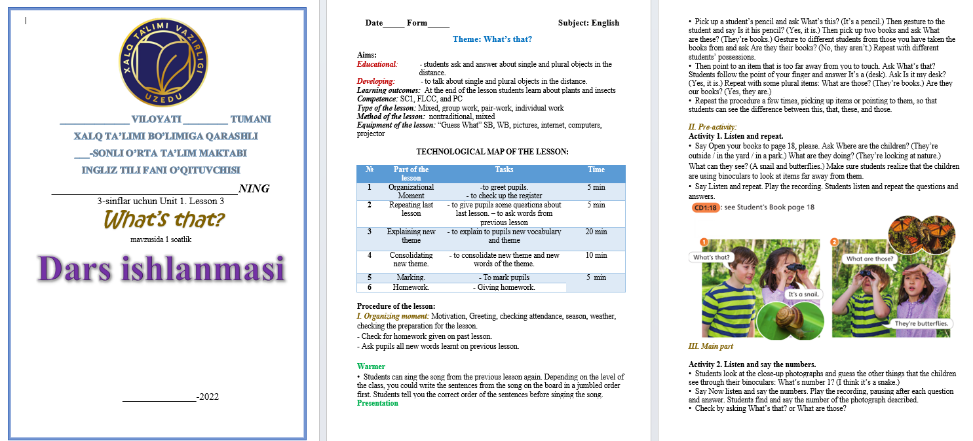 XALQ TA'LIMI VAZIRLIGI
UZEDU
____________ VILOYATI ________ TUMANI
XALQ TA'LIMI BO'LIMIGA QARASHLI
___-SONLI O'RTA TA'LIM MAKTABI
INGLIZ TILI FANI O'QITUVCHISI
______________________________NING
3-sinflar uchun Unit 1. Lesson 3
What's that?
mavzusida 1 soatlik
Dars ishlanmasi
________________-2022
Date_____ Form_____ Subject: English
Theme: What's that?
Aims:
Educational: - students ask and answer about single and plural objects in the
distance.
Developing: - to talk about single and plural objects in the distance.
Learning outcomes: At the end of the lesson students learn about plants and insects
Competence: SC1, FLCC, and PC
Type of the lesson: Mixed, group work, pair-work, individual work
Method of the lesson: nontraditional, mixed
Equipment of the lesson: "Guess What" SB, WB, pictures, internet, computers,
projector
TECHNOLOGICAL MAP OF THE LESSON:
№ Part of the lesson Tasks Time
1 Organizational Moment -to greet pupils. - to check up the register 5 min
2 Repeating last lesson - to give pupils some questions about last lesson. – to ask words from previous lesson 5 min
3 Explaining new theme - to explain to pupils new vocabulary and theme 20 min
4 Consolidating new theme. - to consolidate new theme and new words of the theme. 10 min
5 Marking. - To mark pupils 5 min
6 Homework. - Giving homework.
Procedure of the lesson:
I. Organizing moment: Motivation, Greeting, checking attendance, season, weather,
checking the preparation for the lesson.
- Check for homework given on past lesson.
- Ask pupils all new words learnt on previous lesson.
Warmer
• Students can sing the song from the previous lesson again. Depending on the level of
the class, you could write the sentences from the song on the board in a jumbled order
first. Students tell you the correct order of the sentences before singing the song.
Presentation
• Pick up a student's pencil and ask What's this? (It's a pencil.) Then gesture to the
student and say Is it his pencil? (Yes, it is.) Then pick up two books and ask What
are these? (They're books.) Gesture to different students from those you have taken the
books from and ask Are they their books? (No, they aren't.) Repeat with different
students' possessions.
• Then point to an item that is too far away from you to touch. Ask What's that?
Students follow the point of your finger and answer It's a (desk). Ask Is it my desk?
(Yes, it is.) Repeat with some plural items: What are those? (They're books.) Are they
our books? (Yes, they are.)
• Repeat the procedure a few times, picking up items or pointing to them, so that
students can see the difference between this, that, these, and those.
II. Pre-activity:
Activity 1. Listen and repeat.
• Say Open your books to page 18, please. Ask Where are the children? (They're
outside / in the yard / in a park.) What are they doing? (They're looking at nature.)
What can they see? (A snail and butterflies.) Make sure students realize that the children
are using binoculars to look at items far away from them.
• Say Listen and repeat. Play the recording. Students listen and repeat the questions and
answers.
CD1:18 : see Student's Book page 18
1
What's that?
It's a snail.
2
What are those?
They're butterflies.
III. Main part
Activity 2. Listen and say the numbers.
• Students look at the close-up photographs and guess the other things that the children
see through their binoculars: What's number 1? (I think it's a snake.)
• Say Now listen and say the numbers. Play the recording, pausing after each question
and answer. Students find and say the number of the photograph described.
• Check by asking What's that? or What are those?